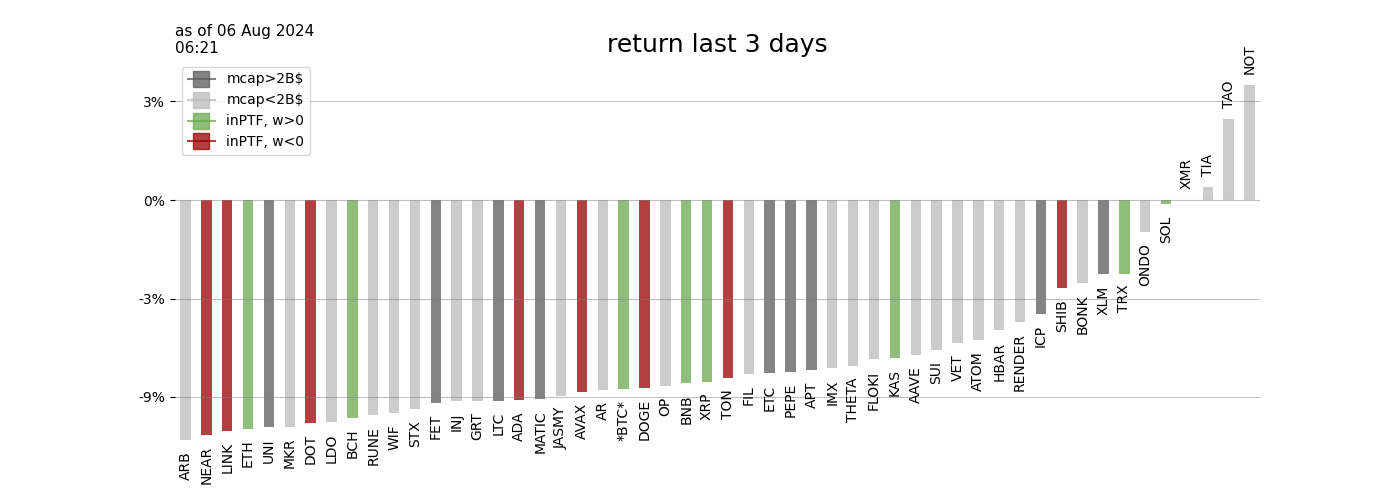 as of 06 Aug 2024
06:21
return last 3 days
mcap>2B$
mcap<2B$
inPTF, w>0
inPTF, w<0
3%
0%
-3%
-9%
ARB
NEAR
LINK
ETH
UNI
MKR
DOT
LDO
BCH
RUNE
WIF
STX
FET
INJ
GRT
LTC
ADA
MATIC
JASMY
AVAX
AR
*BTC*
DOGE
OP
BNB
XRP
TON
FIL
ETC
PEPE
APT
IMX
THETA
FLOKI
KAS
AAVE
SUI
VET
ATOM
HBAR
RENDER
ICP
SHIB
BONK
XLM
TRX
ONDO
SOL
XMR
TIA
TAO
NOT